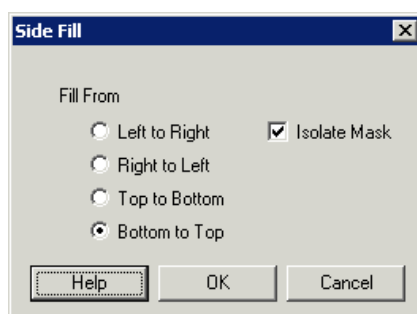 Side Fill
Fill From
Left to Right Isolate Mask
Right to Left
Top to Bottom
Bottom to Top
Help OK Cancel